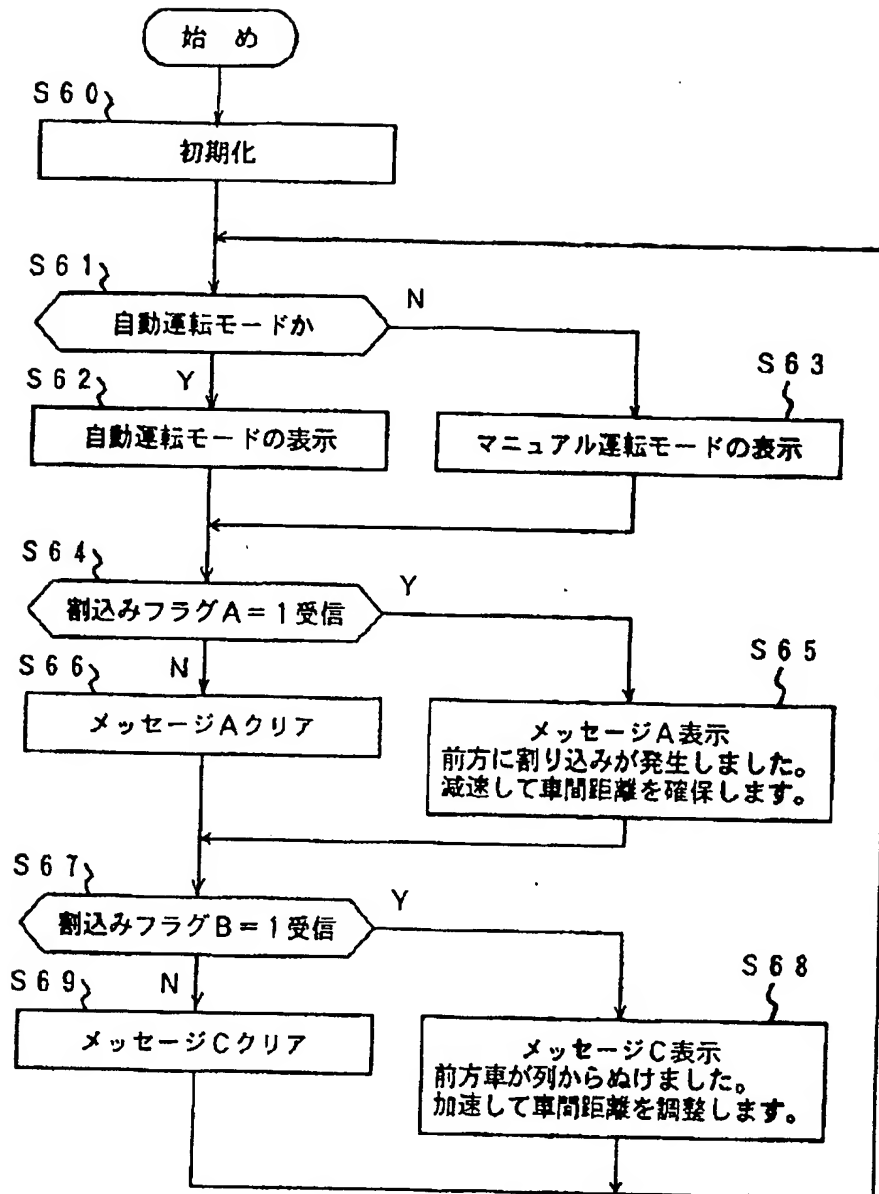 始 め
S60
初期化
S61
自動運転モードか
N
S62
Y
自動運転モードの表示
S63
マニュアル運転モードの表示
S64
割込みフラグA=1受信
Y
S66
N
メッセージAクリア
S65
メッセージA表示
前方に割り込みが発生しました。
減速して車間距離を確保します。
S67
割込みフラグB=1受信
Y
S69
N
メッセージCクリア
S68
メッセージC表示
前方車が列からぬけました。
加速して車間距離を調整します。